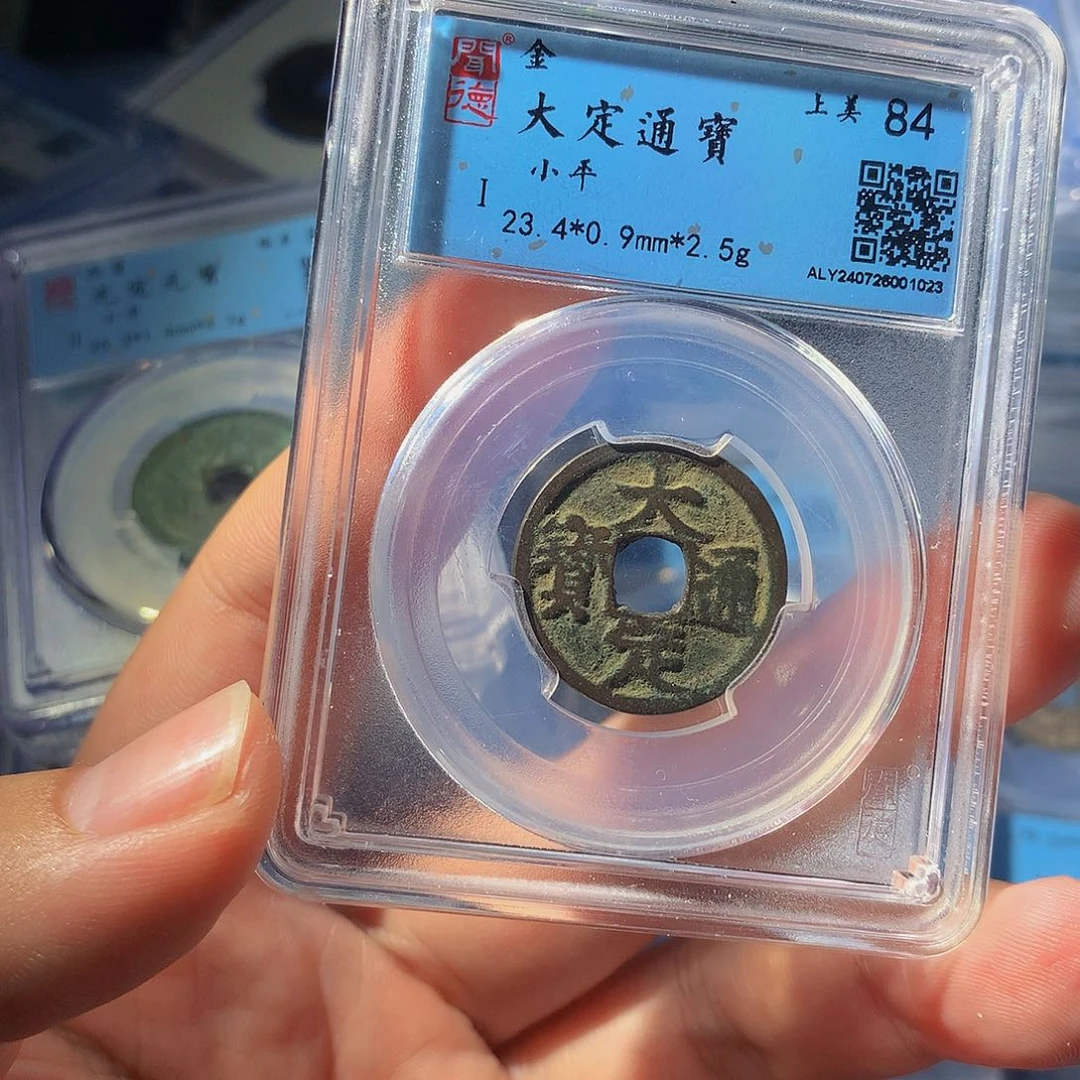 聞德®
金
上美 84
大定通寶
小平
I 23.4*0.9mm*2.5g
ALY240726001023
大
寶 通
定